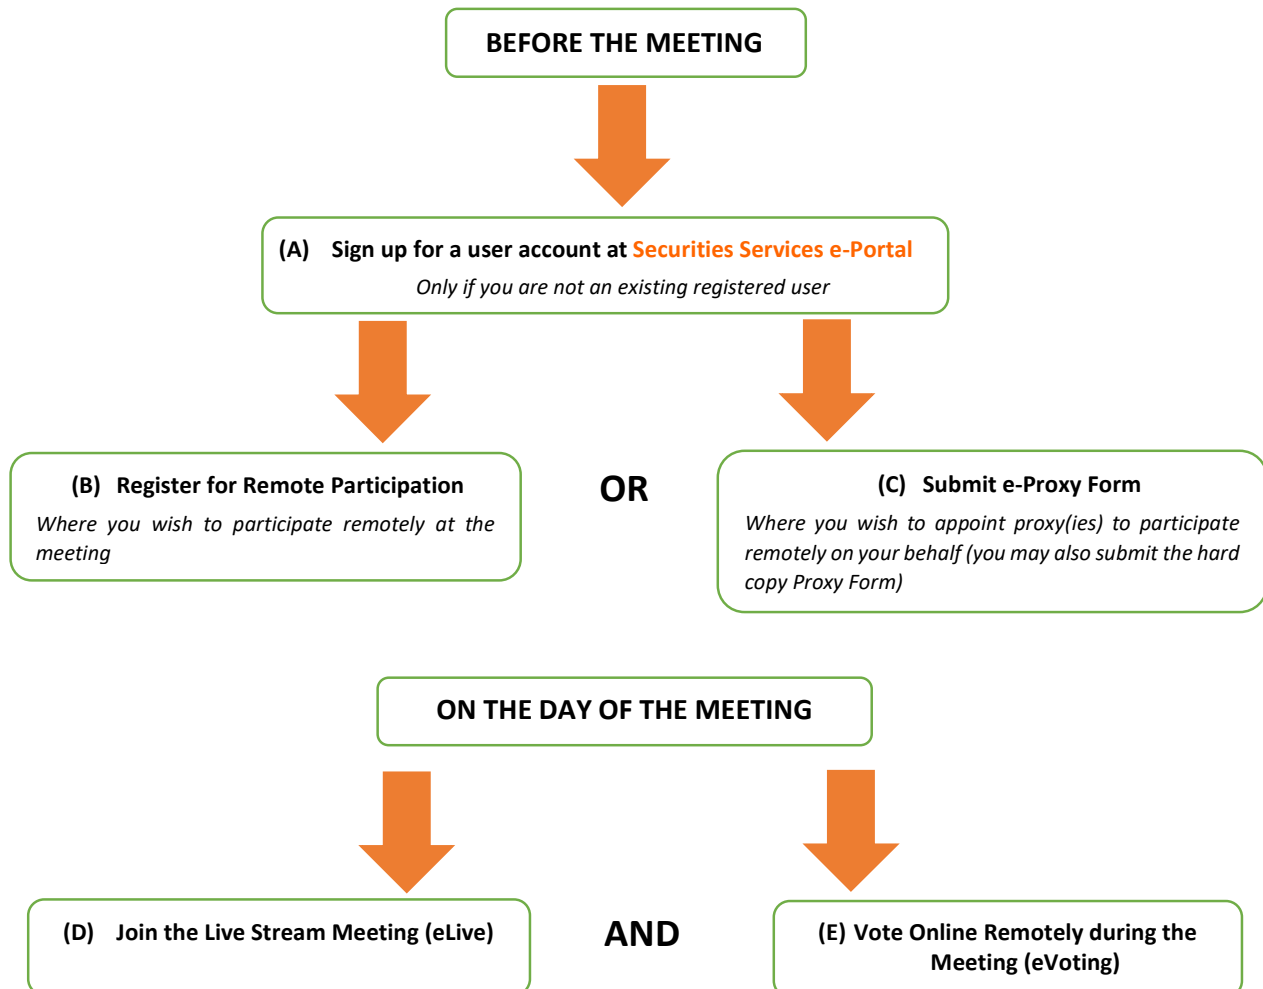 BEFORE THE MEETING
(A) Sign up for a user account at Securities Services e-Portal
Only if you are not an existing registered user
(B) Register for Remote Participation
Where you wish to participate remotely at the
meeting
OR
(C) Submit e-Proxy Form
Where you wish to appoint proxy(ies) to participate
remotely on your behalf (you may also submit the hard
copy Proxy Form)
ON THE DAY OF THE MEETING
(D) Join the Live Stream Meeting (eLive)
AND
(E) Vote Online Remotely during the
Meeting (eVoting)